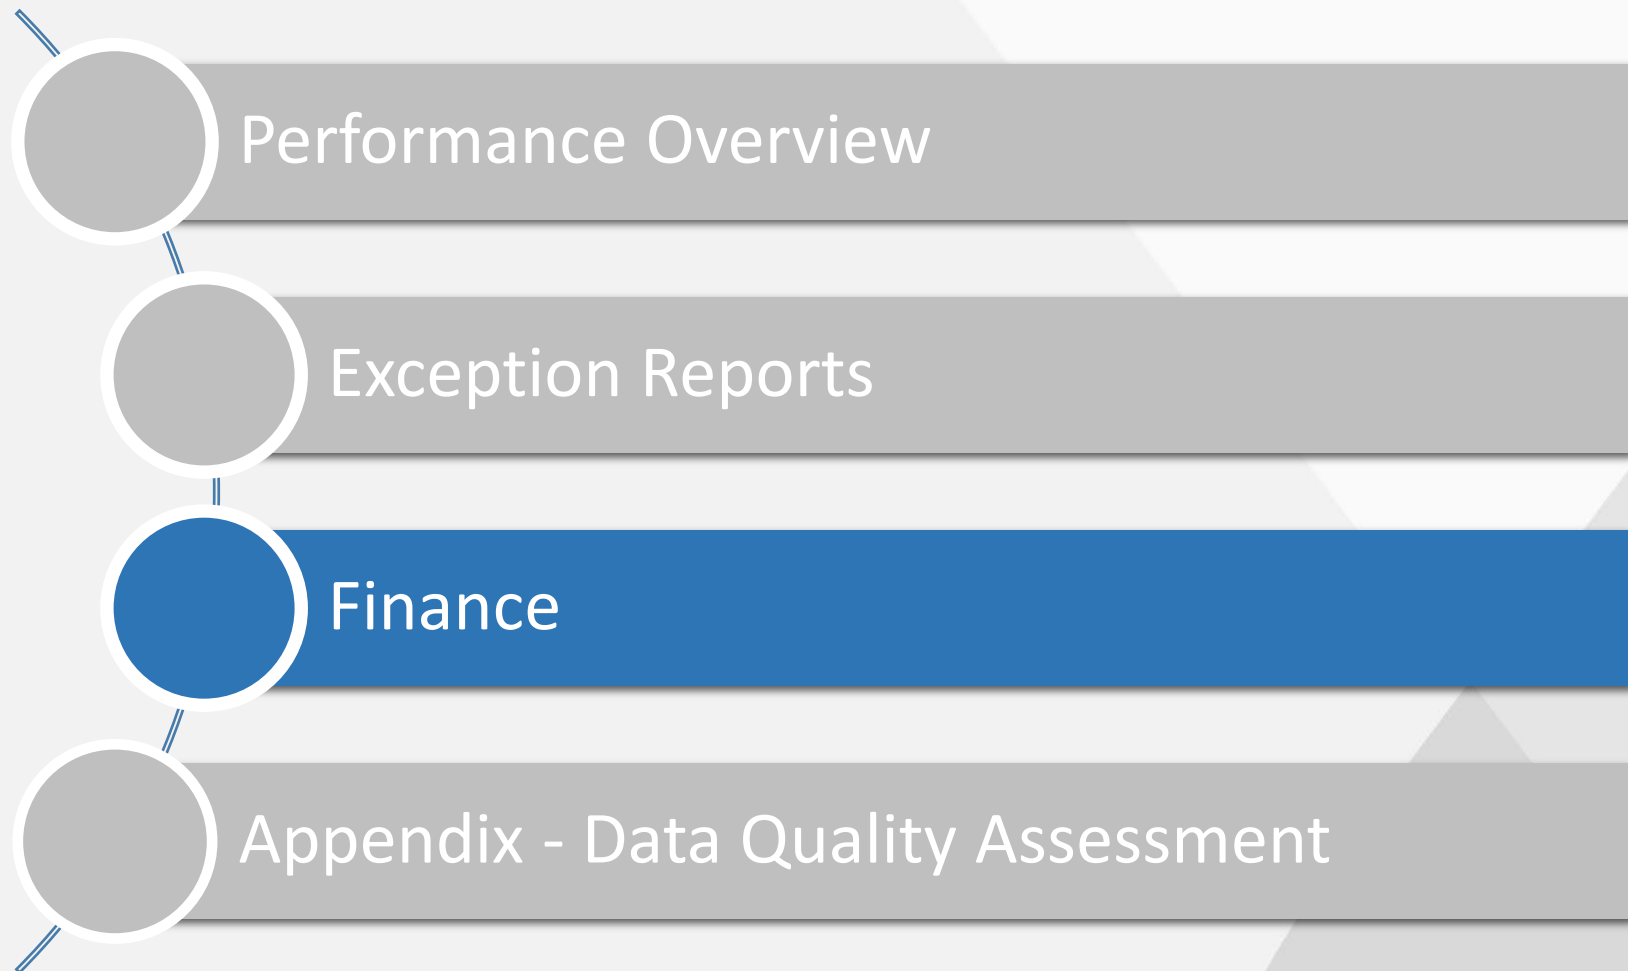 Performance Overview
Exception Reports
Finance
Appendix - Data Quality Assessment